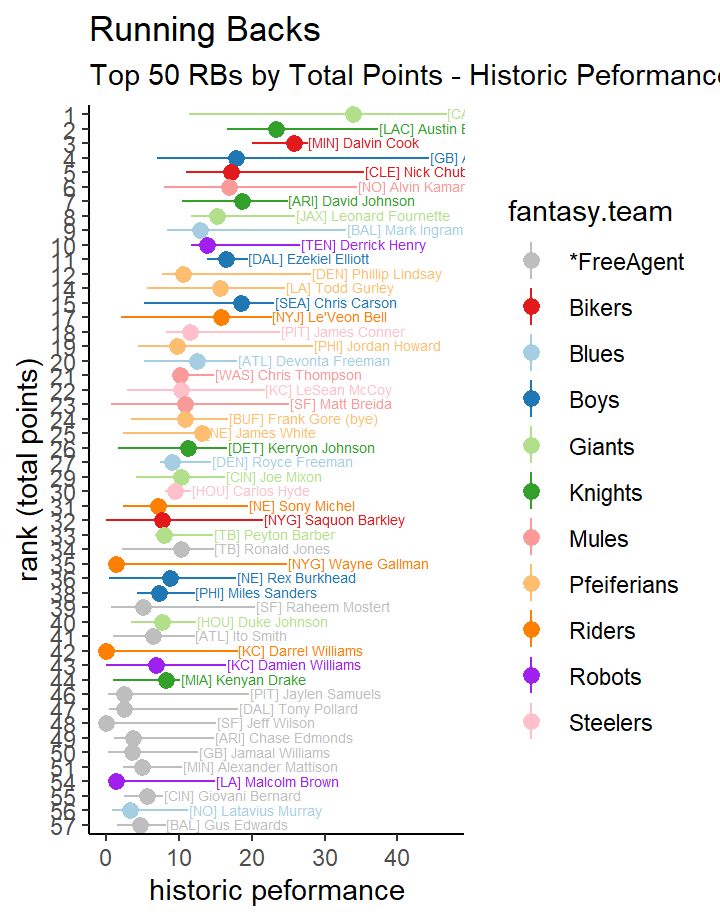 Running Backs
Top 50 RBs by Total Points - Historic Peformance
rank (total points)
1 [CA
2 [LAC] Austin E
3 [MIN] Dalvin Cook
4 [GB] A
5 [CLE] Nick Chub
6 [NO] Alvin Kamar
7 [ARI] David Johnson
8 [JAX] Leonard Fournette
9 [BAL] Mark Ingram
10 [TEN] Derrick Henry
11 [DAL] Ezekiel Elliott
12 [DEN] Phillip Lindsay
14 [LA] Todd Gurley
15 [SEA] Chris Carson
17 [NYJ] Le'Veon Bell
18 [PIT] James Conner
19 [PHI] Jordan Howard
20 [ATL] Devonta Freeman
21 [WAS] Chris Thompson
22 [KC] LeSean McCoy
23 [SF] Matt Breida
24 [BUF] Frank Gore (bye)
25 [NE] James White
26 [DET] Kerryon Johnson
27 [DEN] Royce Freeman
29 [CIN] Joe Mixon
30 [HOU] Carlos Hyde
31 [NE] Sony Michel
32 [NYG] Saquon Barkley
33 [TB] Peyton Barber
34 [TB] Ronald Jones
35 [NYG] Wayne Gallman
36 [NE] Rex Burkhead
38 [PHI] Miles Sanders
39 [SF] Raheem Mostert
40 [HOU] Duke Johnson
41 [ATL] Ito Smith
42 [KC] Darrel Williams
43 [KC] Damien Williams
44 [MIA] Kenyan Drake
46 [PIT] Jaylen Samuels
47 [DAL] Tony Pollard
48 [SF] Jeff Wilson
49 [ARI] Chase Edmonds
50 [GB] Jamaal Williams
51 [MIN] Alexander Mattison
54 [LA] Malcolm Brown
55 [CIN] Giovani Bernard
56 [NO] Latavius Murray
57 [BAL] Gus Edwards
0 10 20 30 40
historic peformance
fantasy.team
*FreeAgent
Bikers
Blues
Boys
Giants
Knights
Mules
Pfeiferians
Riders
Robots
Steelers